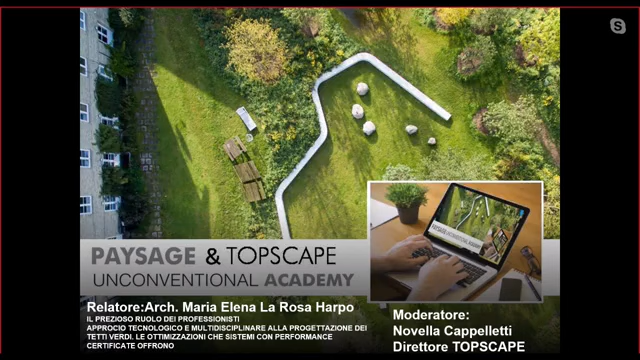 PAYSAGE & TOPSCAPE
UNCONVENTIONAL ACADEMY
Relatore:Arch. Maria Elena La Rosa Harpo
IL PREZIOSO RUOLO DEI PROFESSIONISTI
APPROCIO TECNOLOGICO E MULTIDISCIPLINARE ALLA PROGETTAZIONE DEI
TETTI VERDI. LE OTTIMIZZAZIONI CHE SISTEMI CON PERFORMANCE
CERTIFICATE OFFRONO
Moderatore:
Novella Cappelletti
Direttore TOPSCAPE